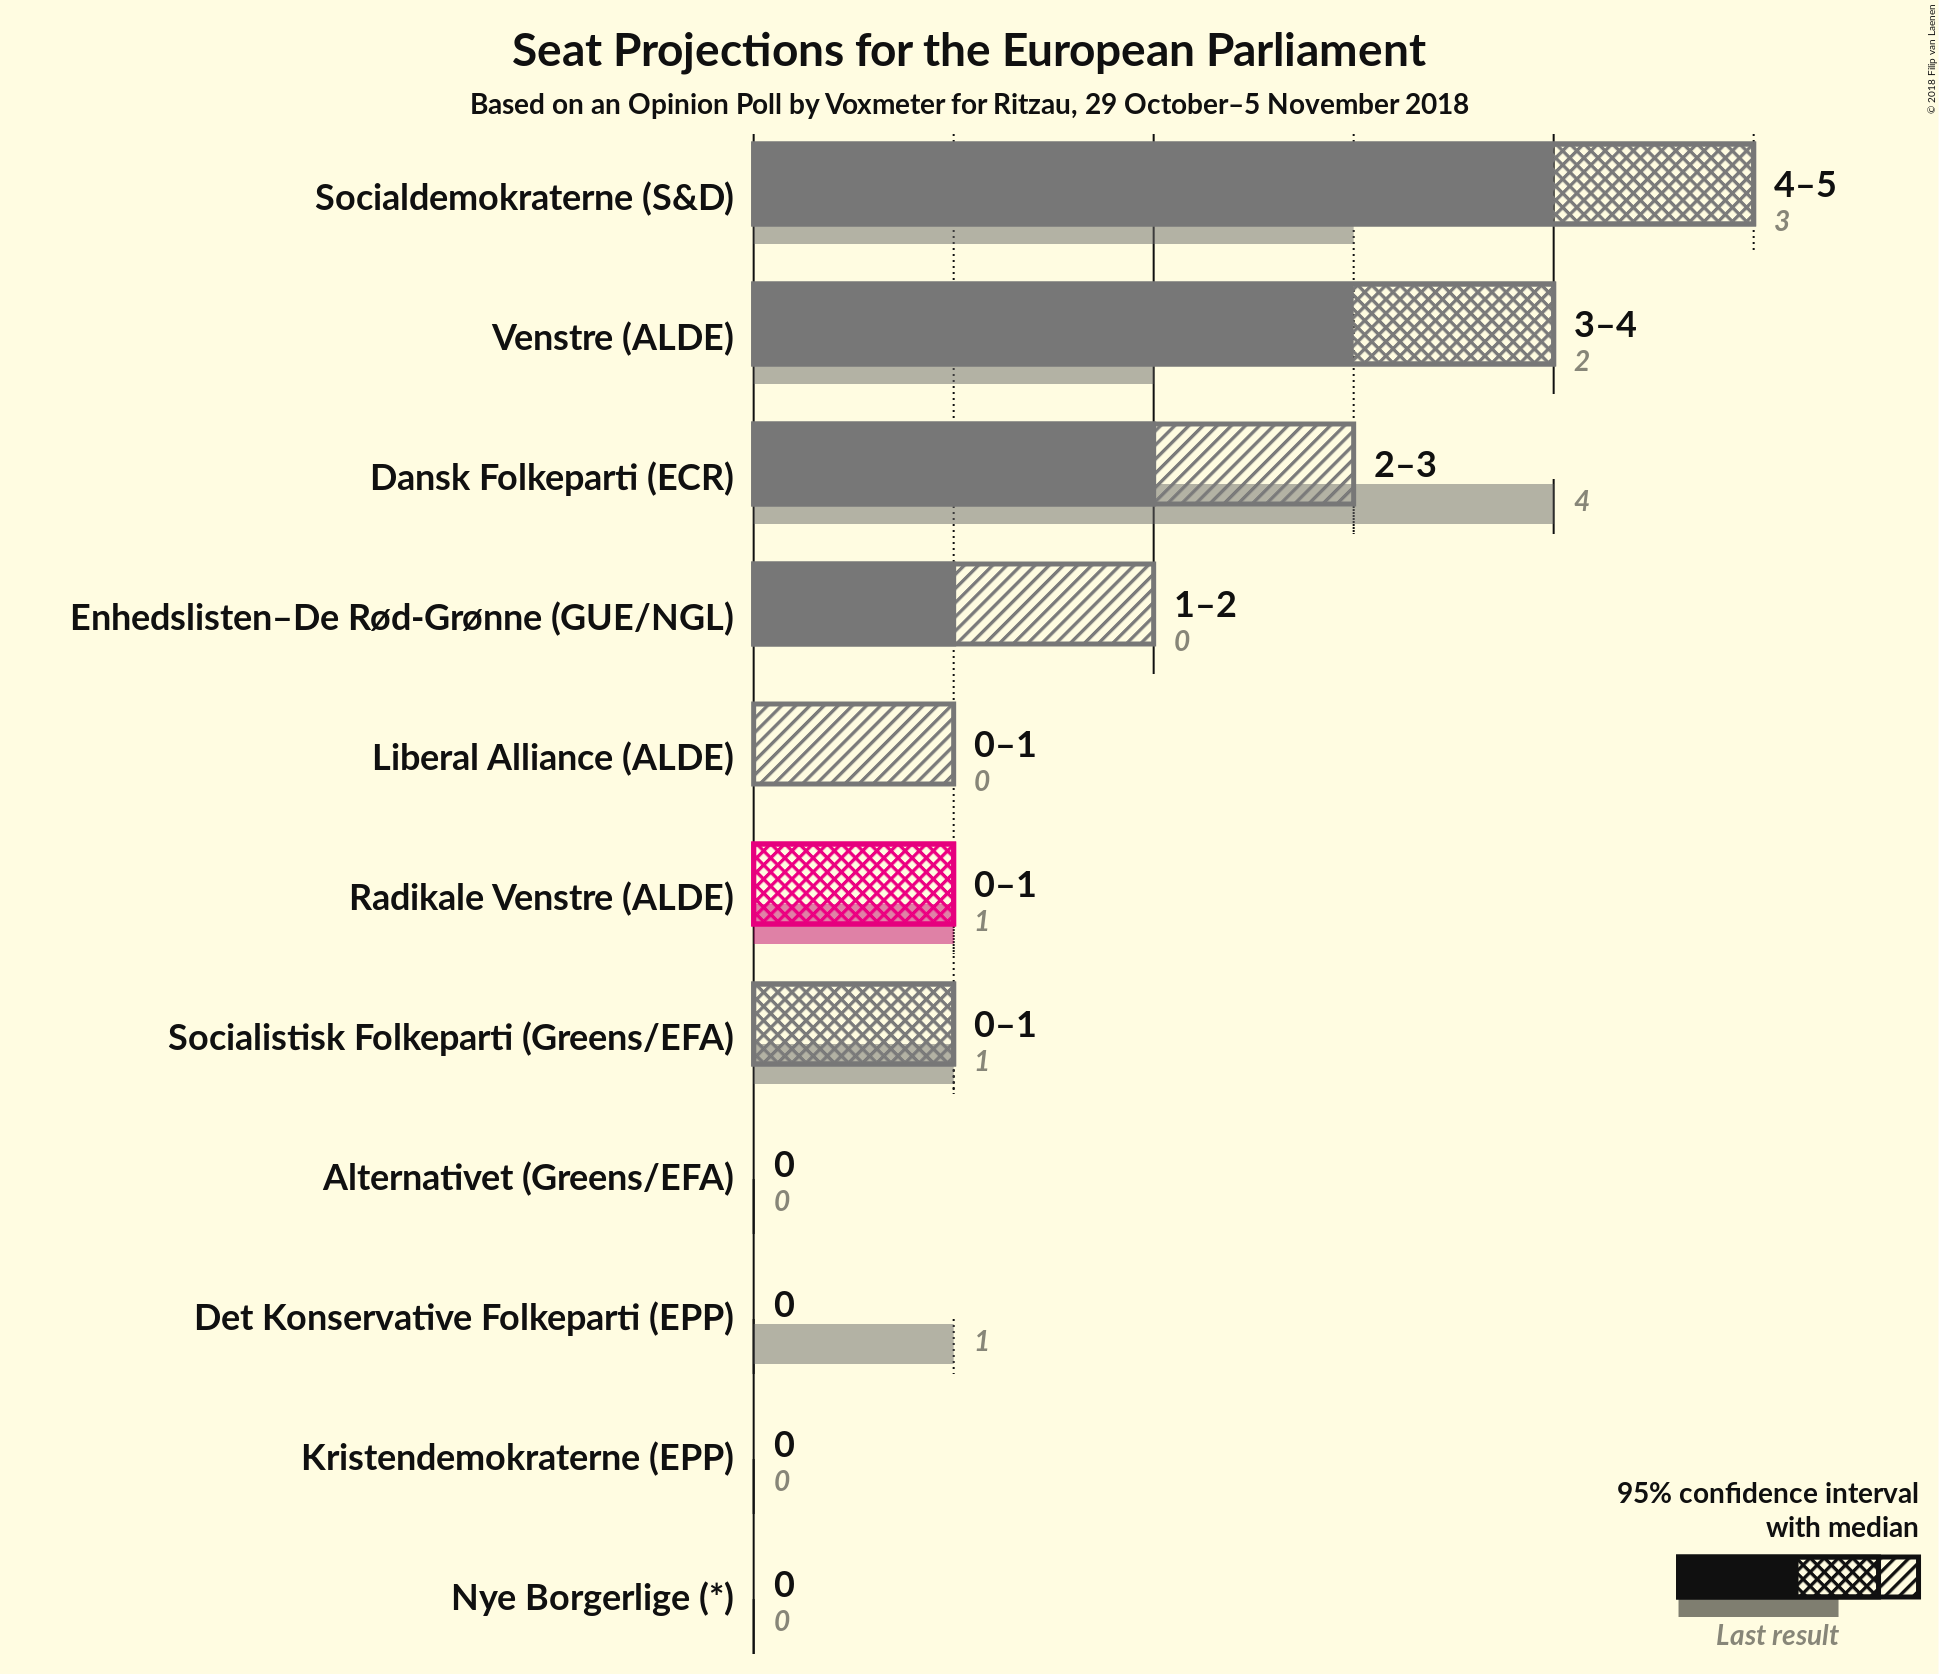 Seat Projections for the European Parliament
Based on an Opinion Poll by Voxmeter for Ritzau, 29 October–5 November 2018
© 2018 Filip van Laenen
Socialdemokraterne (S&D)
4–5
3
Venstre (ALDE)
3–4
2
Dansk Folkeparti (ECR)
2–3
4
Enhedslisten–De Rød-Grønne (GUE/NGL)
1–2
0
Liberal Alliance (ALDE)
0–1
0
Radikale Venstre (ALDE)
0–1
1
Socialistisk Folkeparti (Greens/EFA)
0–1
1
Alternativet (Greens/EFA)
0
0
Det Konservative Folkeparti (EPP)
0
1
Kristendemokraterne (EPP)
0
0
Nye Borgerlige (*)
0
0
95% confidence interval
with median
Last result